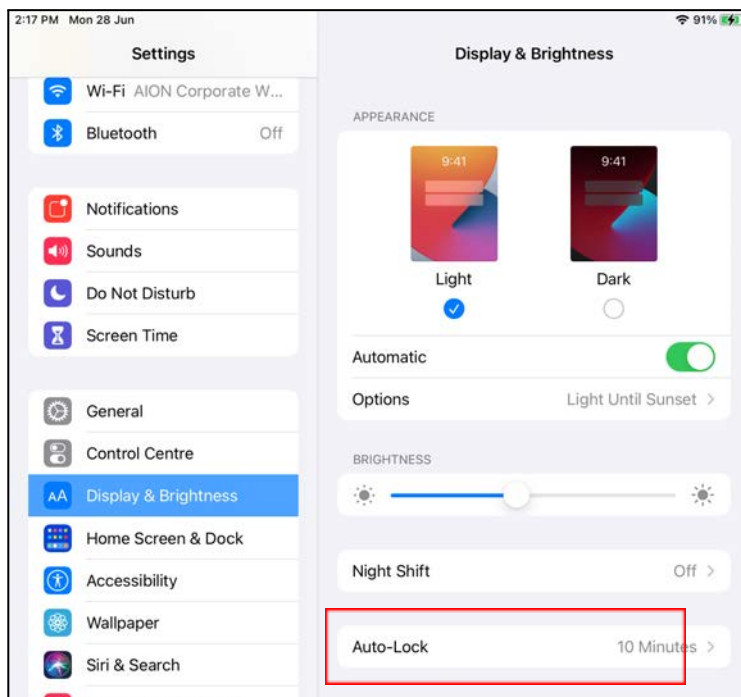 2:17 PM Mon 28 Jun
91%
Settings
Wi-Fi AION Corporate W...
Bluetooth Off
Notifications
Sounds
Do Not Disturb
Screen Time
General
Control Centre
AA Display & Brightness
Home Screen & Dock
Accessibility
Wallpaper
Siri & Search
Display & Brightness
APPEARANCE
9:41 9:41
Light Dark
Automatic
Options Light Until Sunset
BRIGHTNESS
Night Shift Off
Auto-Lock 10 Minutes